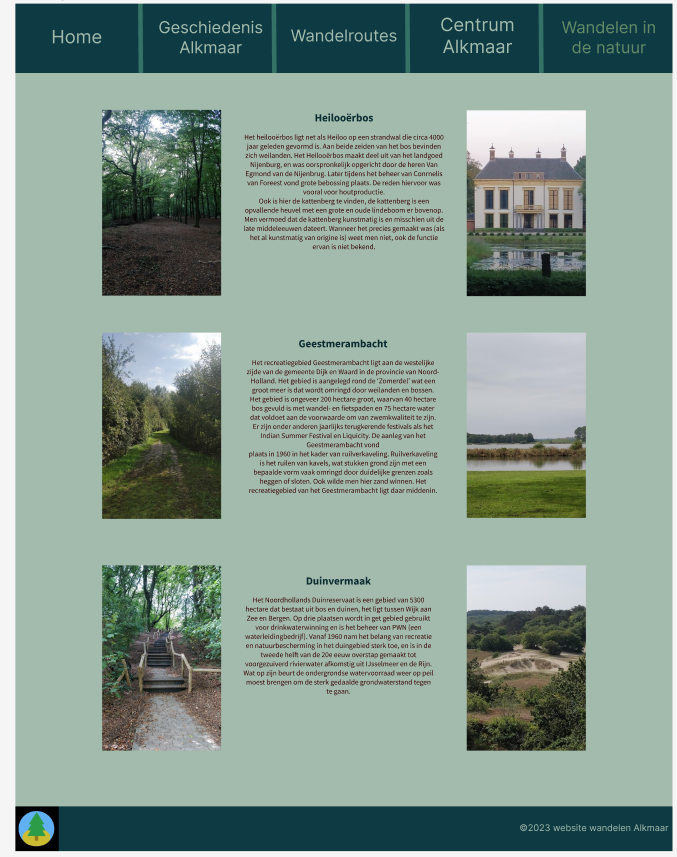 Home
Geschiedenis
Alkmaar
Wandelroutes
Centrum
Alkmaar
Wandelen in
de natuur
Heilooërbos
Het heilooërbos ligt net als Heiloo op een strandwal die circa 4000
jaar geleden gevormd is. Aan beide zeiden van het bos bevinden
zich weilanden. Het Heilooërbos maakt deel uit van het landgoed
Nijenburg, en was oorspronkelijk opgericht door de heren Van
Egmond van de Nijenbrug. Later tijdens het beheer van Conrnelis
van Foreest vond grote bebossing plaats. De reden hiervoor was
vooral voor houtproductie.
Ook is hier de kattenberg te vinden, de kattenberg is een
opvallende heuvel met een grote en oude lindeboom er bovenop.
Men vermoed dat de kattenberg kunstmatig is en misschien uit de
late middeleeuwen dateert. Wanneer het precies gemaakt was (als
het al kunstmatig van origine is) weet men niet, ook de functie
ervan is niet bekend.
Geestmerambacht
Het recreatiegebied Geestmerambacht ligt aan de westelijke
zijde van de gemeente Dijk en Waard in de provincie van Noord-
Holland. Het gebied is aangelegd rond de 'Zomerdel' wat een
groot meer is dat wordt omringd door weilanden en bossen.
Het gebied is ongeveer 200 hectare groot, waarvan 40 hectare
bos gevuld is met wandel- en fietspaden en 75 hectare water
dat voldoet aan de voorwaarde om van zwemkwaliteit te zijn.
Er zijn onder anderen jaarlijks terugkerende festivals als het
Indian Summer Festival en Liquicity. De aanleg van het
Geestmerambacht vond
plaats in 1960 in het kader van ruilverkaveling. Ruilverkaveling
is het ruilen van kavels, wat stukken grond zijn met een
bepaalde vorm vaak omringd door duidelijke grenzen zoals
heggen of sloten. Ook wilde men hier zand winnen. Het
recreatiegebied van het Geestmerambacht ligt daar middenin.
Duinvermaak
Het Noordhollands Duinreservaat is een gebied van 5300
hectare dat bestaat uit bos en duinen, het ligt tussen Wijk aan
Zee en Bergen. Op drie plaatsen wordt in get gebied gebruikt
voor drinkwaterwinning en is het beheer van PWN (een
waterleidingbedrijf). Vanaf 1960 nam het belang van recreatie
en natuurbescherming in het duingebied sterk toe, en is in de
tweede helft van de 20e eeuw overstap gemaakt tot
voorgezuiverd rivierwater afkomstig uit IJsselmeer en de Rijn.
Wat op zijn beurt de ondergrondse watervoorraad weer op peil
moest brengen om de sterk gedaalde grondwaterstand tegen
te gaan.
©2023 website wandelen Alkmaar